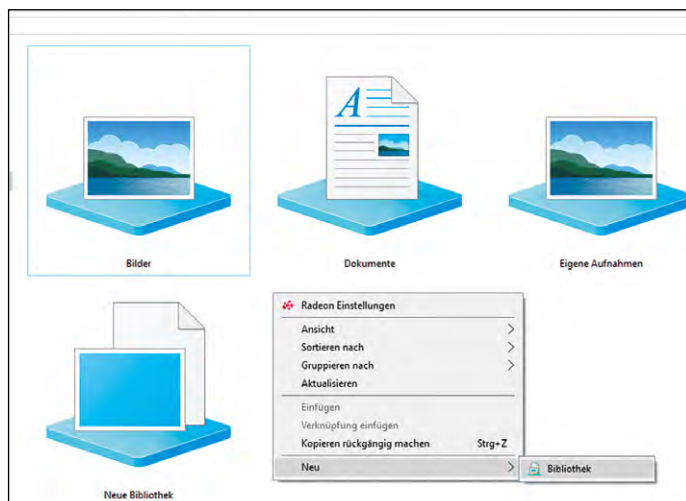 Bilder
Dokumente
Eigene Aufnahmen
Neue Bibliothek
Radeon Einstellungen
Ansicht
Sortieren nach
Gruppieren nach
Aktualisieren
Einfügen
Verknüpfung einfügen
Kopieren rückgängig machen Strg+Z
Neu
Bibliothek